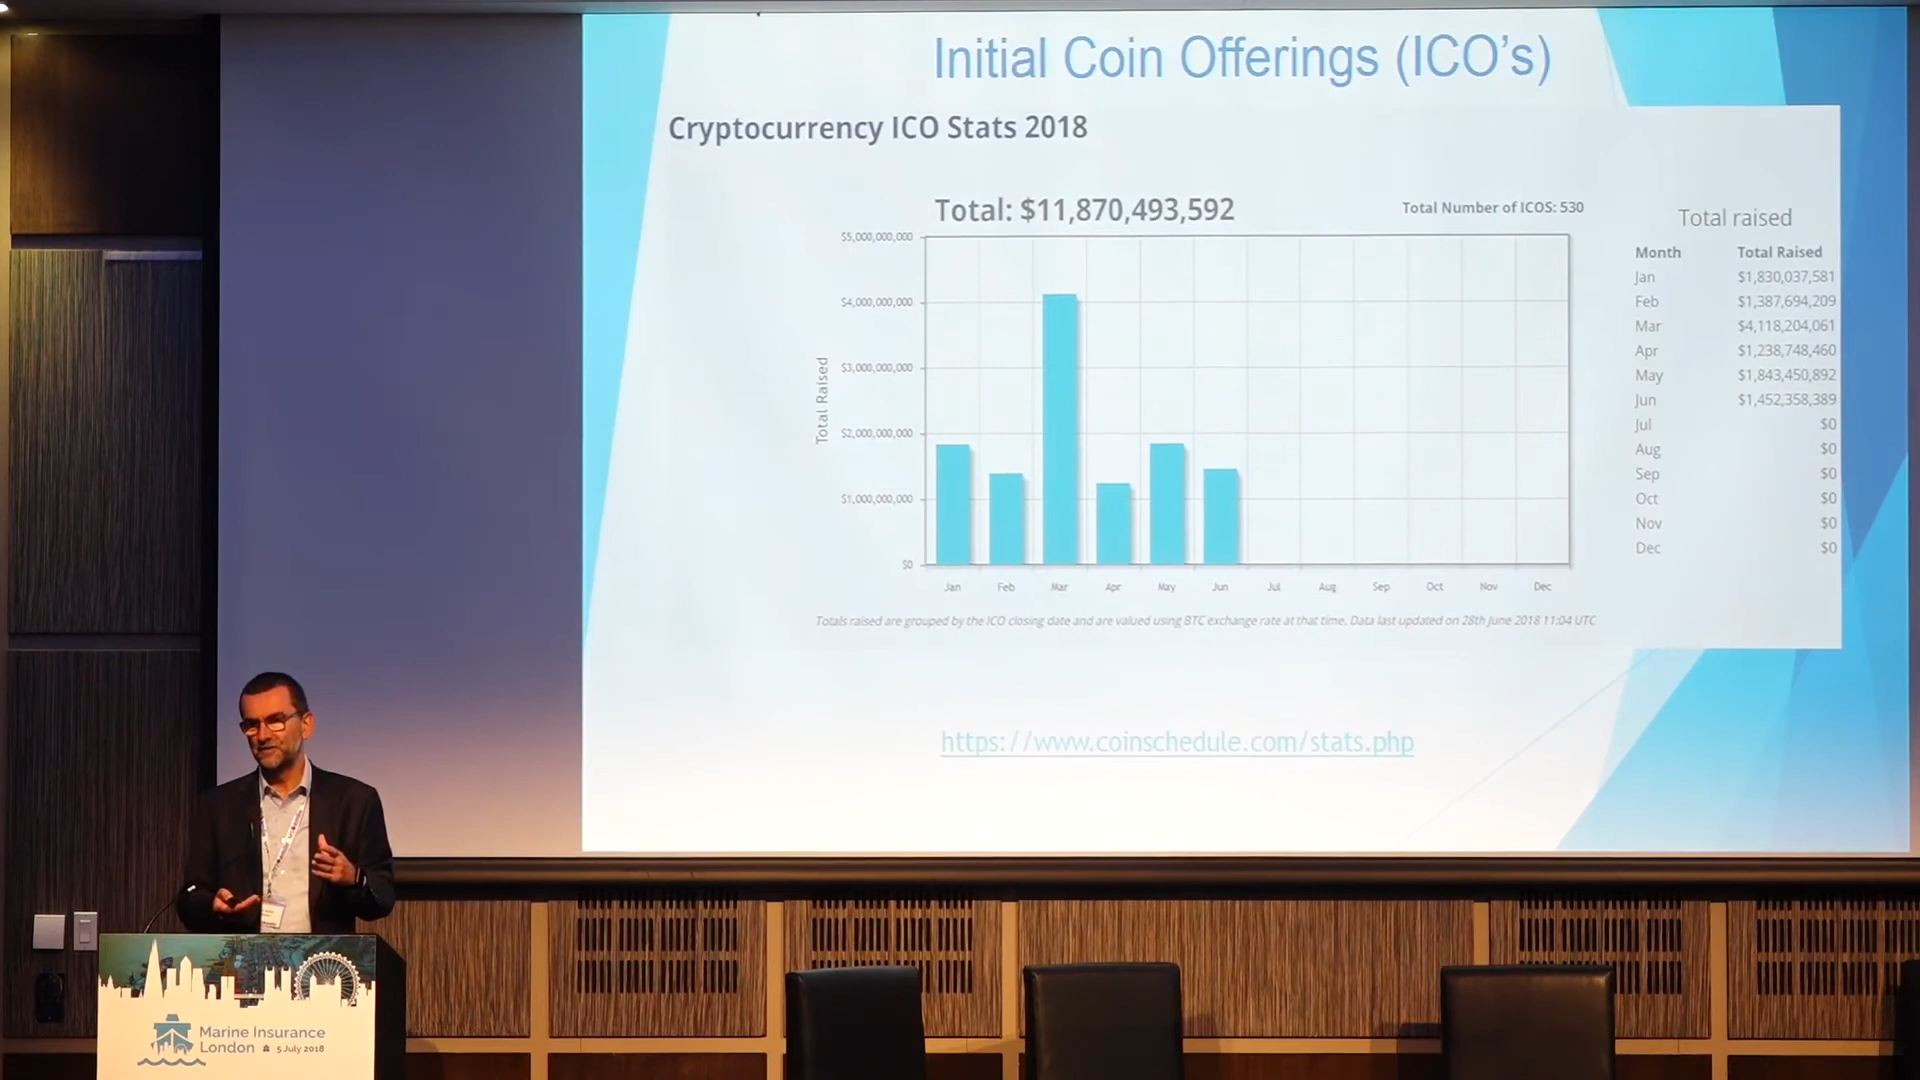 Initial Coin Offerings (ICO's)
Cryptocurrency ICO Stats 2018
Total: $11,870,493,592
Total Number of ICOS: 530
Total Raised
$5,000,000,000
$4,000,000,000
$3,000,000,000
$2,000,000,000
$1,000,000,000
$0
Jan Feb Mar Apr May Jun Jul Aug Sep Oct Nov Dec
Totals raised are grouped by the ICO closing date and are valued using BTC exchange rate at that time. Data last updated on 28th June 2018 11:04 UTC
Total raised
Month Total Raised
Jan $1,830,037,581
Feb $1,387,694,209
Mar $4,118,204,061
Apr $1,238,748,460
May $1,843,450,892
Jun $1,452,358,389
Jul $0
Aug $0
Sep $0
Oct $0
Nov $0
Dec $0
https://www.coinschedule.com/stats.php
Marine Insurance
London 5 July 2018